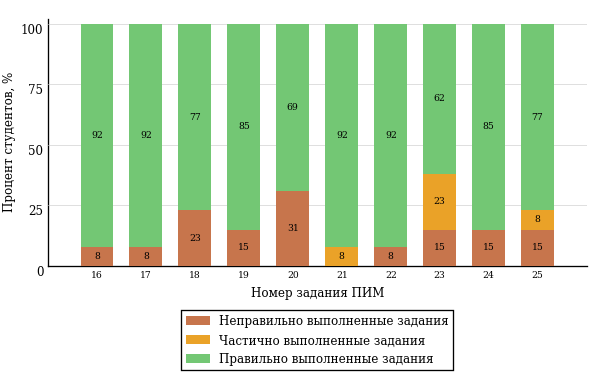 Процент студентов, %
100
75
50
25
0
92 92 77 85 69 92 92 62 85 77
23 8
8 8 23 15 31 8 8 15 15 15
16 17 18 19 20 21 22 23 24 25
Номер задания ПИМ
Неправильно выполненные задания
Частично выполненные задания
Правильно выполненные задания